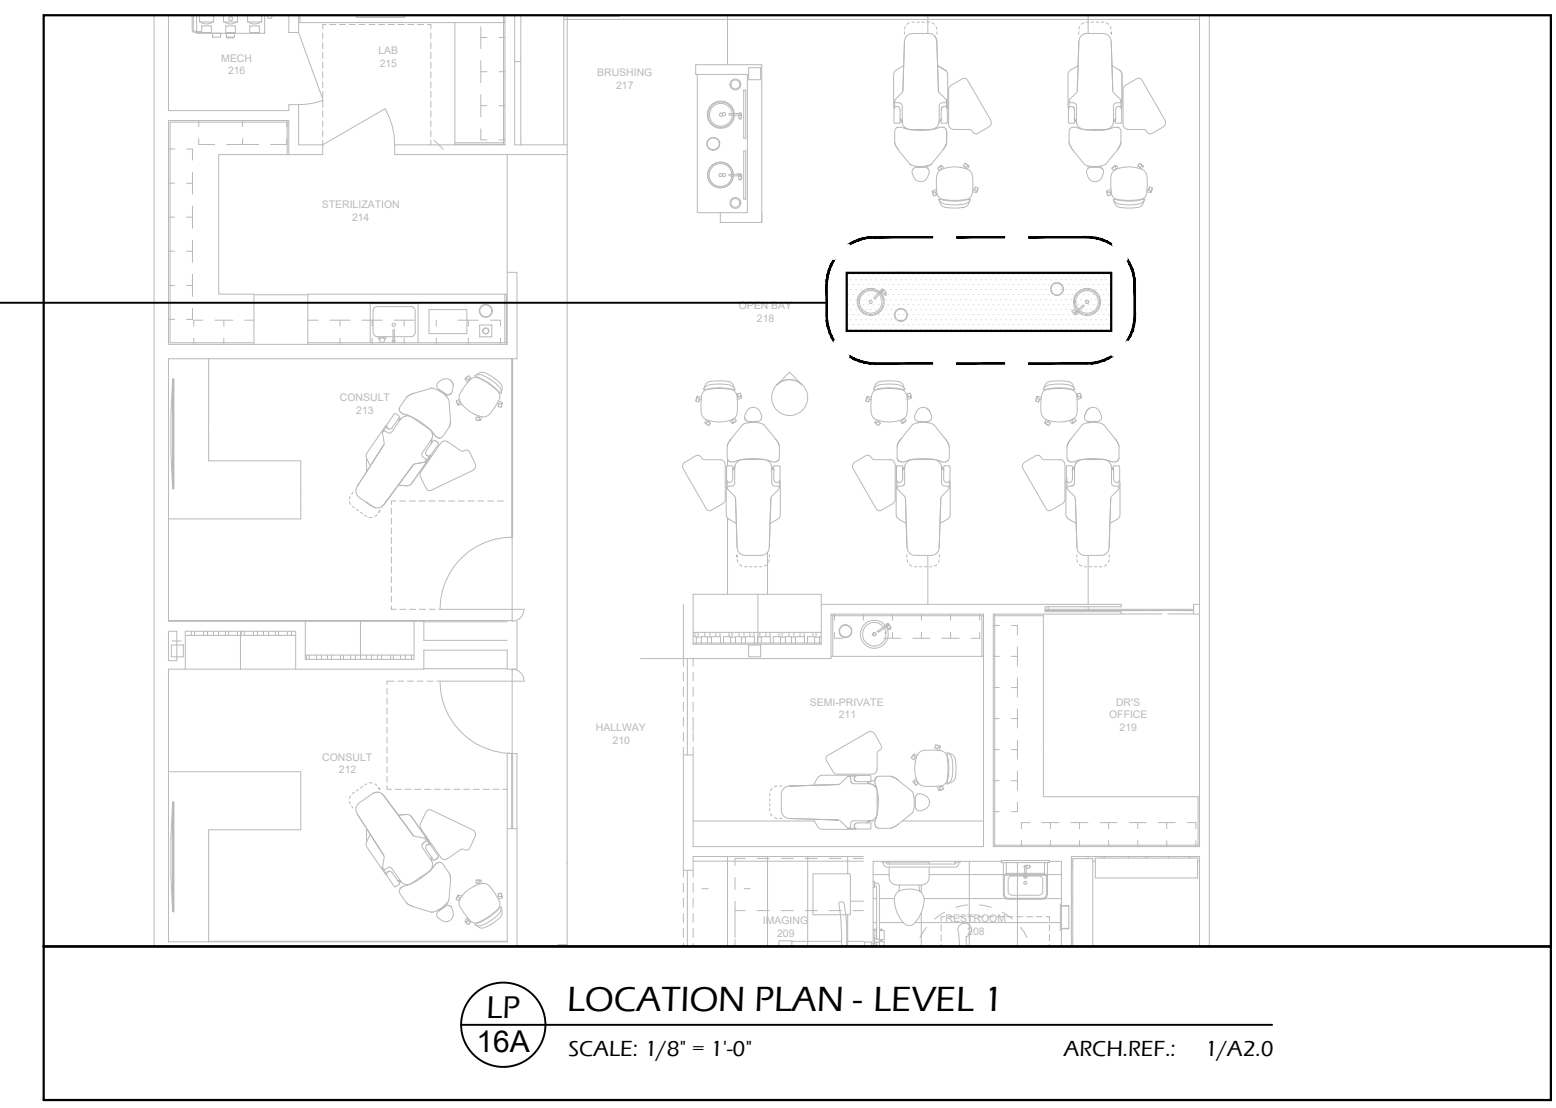 MECH
216
LAB
215
BRUSHING
217
STERILIZATION
214
OPEN BAY
218
CONSULT
213
SEMI-PRIVATE
211
DR'S
OFFICE
219
HALLWAY
210
CONSULT
212
IMAGING
209
RESTROOM
208
LP
16A
LOCATION PLAN - LEVEL 1
SCALE: 1/8" = 1'-0"
ARCH.REF.: 1/A2.0